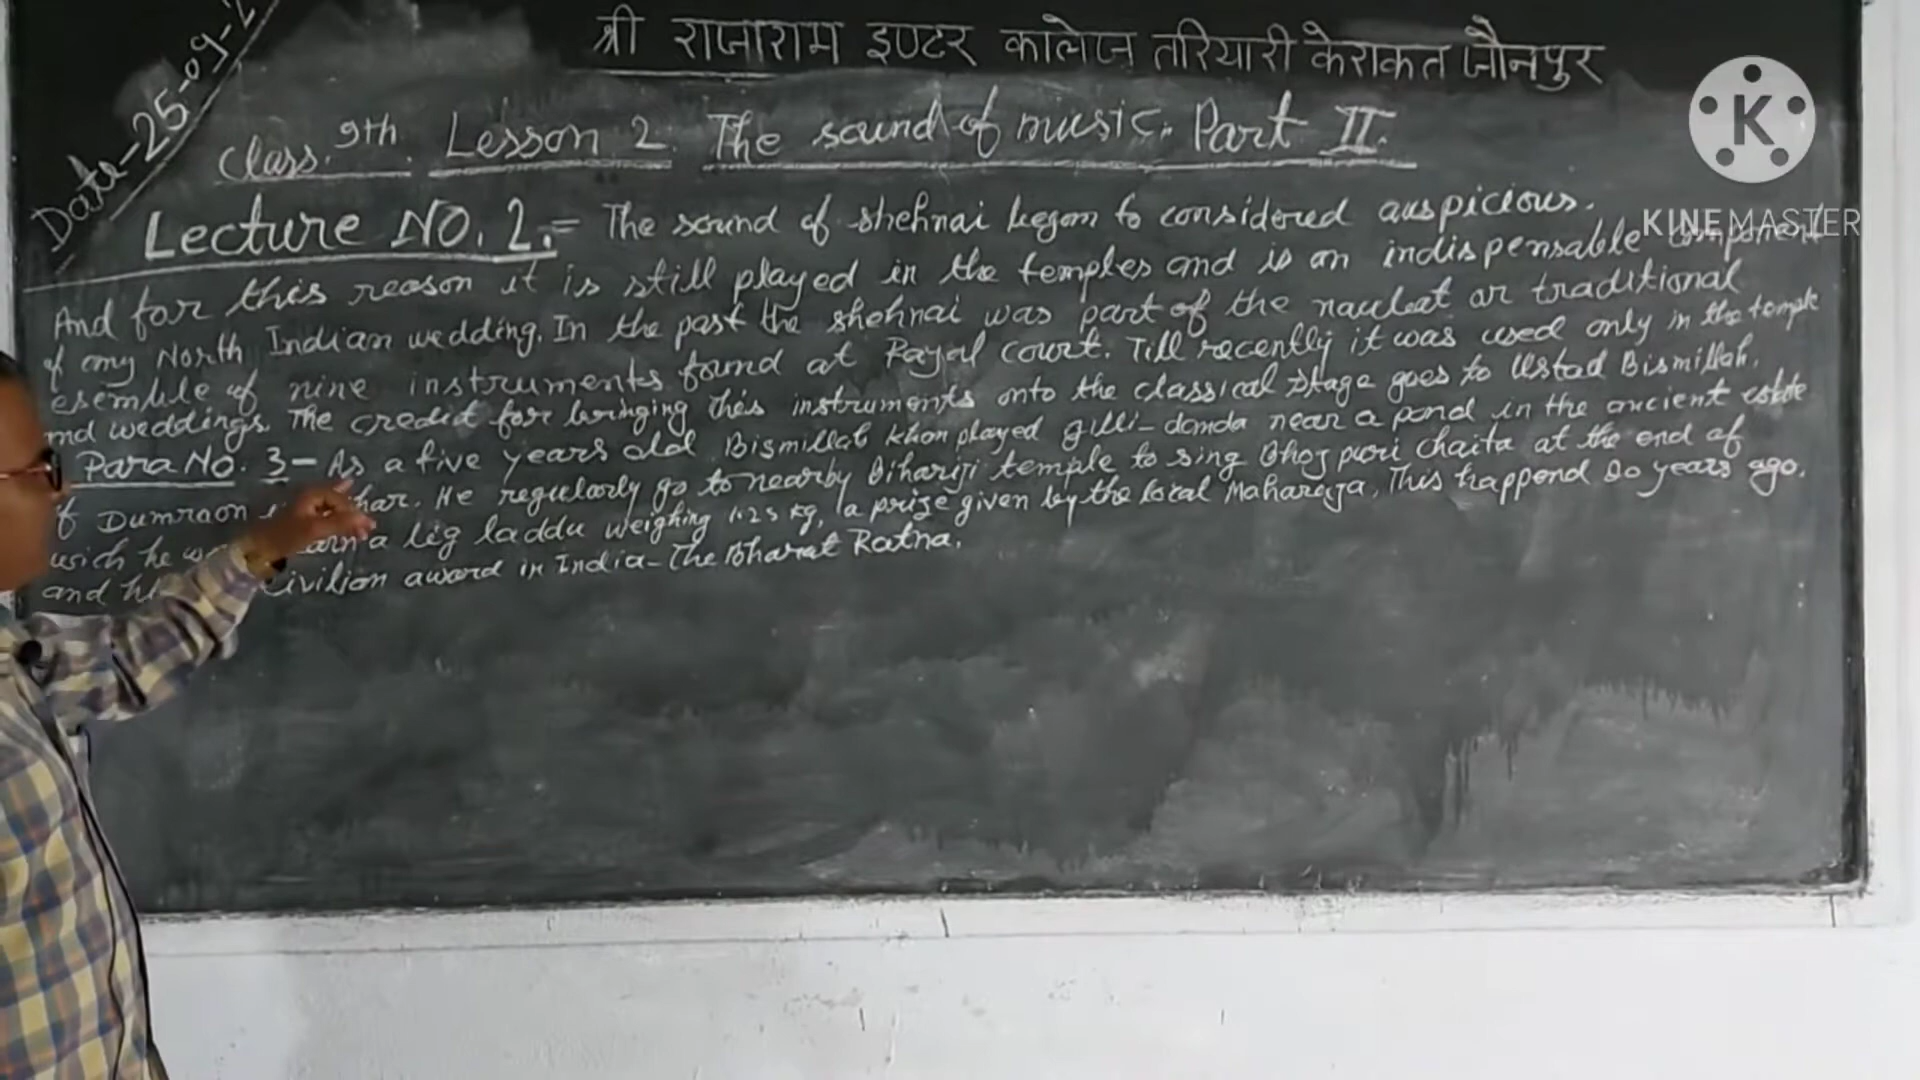 Date-25-09-2
श्री राजाराम इण्टर कालेज तरियारी केराकत जौनपुर
Class. 9th. Lesson 2. The sound of music. Part II.
Lecture NO. 2.= The sound of shehnai began to considered auspicious.
And for this reason it is still played in the temples and is an indispensable component
of any North Indian wedding. In the past the shehnai was part of the naubat or traditional
esemble of nine instruments found at Rayal court. Till recently it was used only in the temple
and weddings. The credit for bringing this instruments onto the classical stage goes to Ustad Bismillah.
Para No. 3- As a five years old Bismillah khan played gilli-danda near a pond in the ancient estate
of Dumraon har. He regularly go to nearby Bihariji temple to sing Bhojpuri chaita at the end of
wich he earn a big laddu weighing 1.25 kg, a prize given by the local Maharaja. This happend 80 years ago.
and civilian award in India-The Bharat Ratna.
K
KINEMASTER